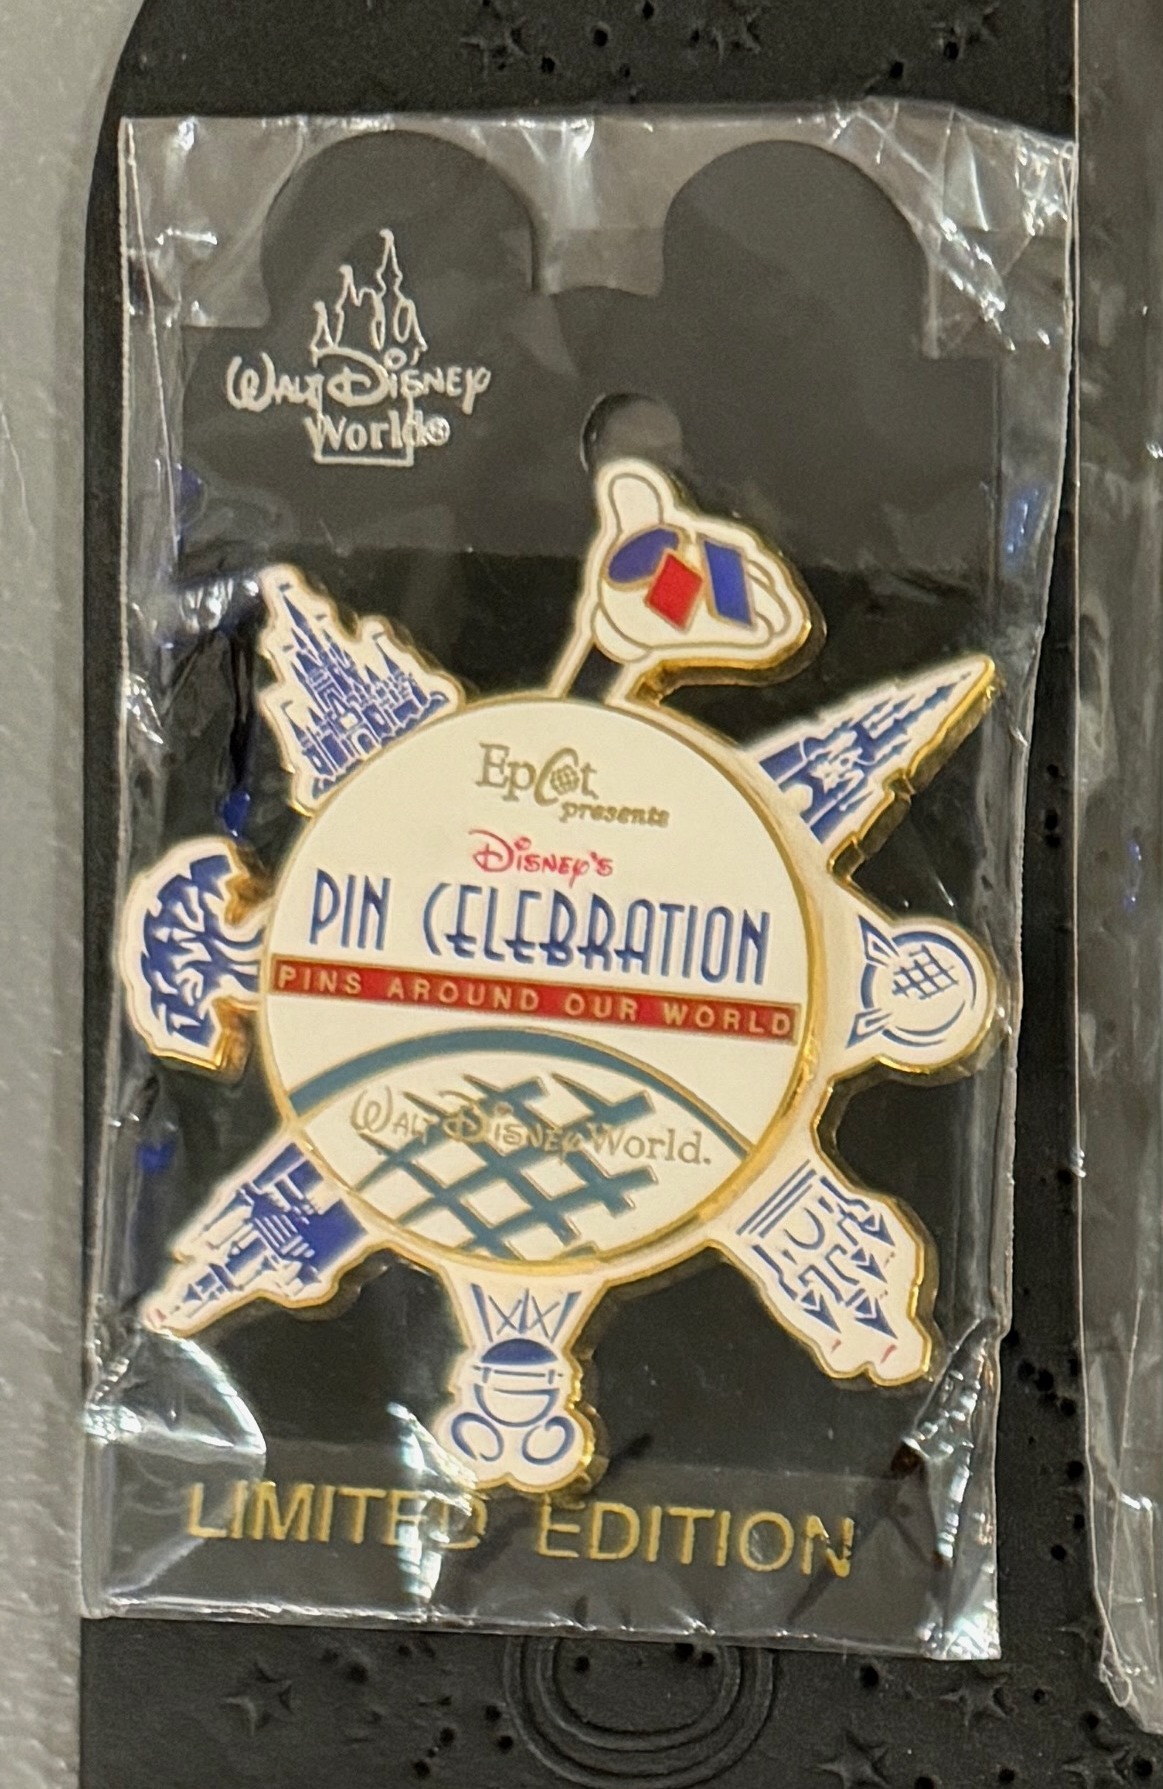 Walt Disney
World®
Epcot
presents
Disney's
PIN CELEBRATION
PINS AROUND OUR WORLD
Walt Disney World.
LIMITED EDITION